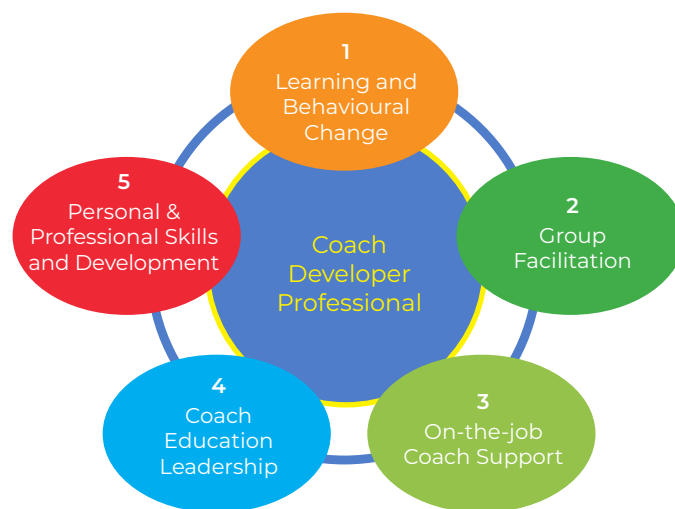 1
Learning and
Behavioural
Change
2
Group
Facilitation
3
On-the-job
Coach Support
4
Coach
Education
Leadership
5
Personal &
Professional Skills
and Development
Coach
Developer
Professional